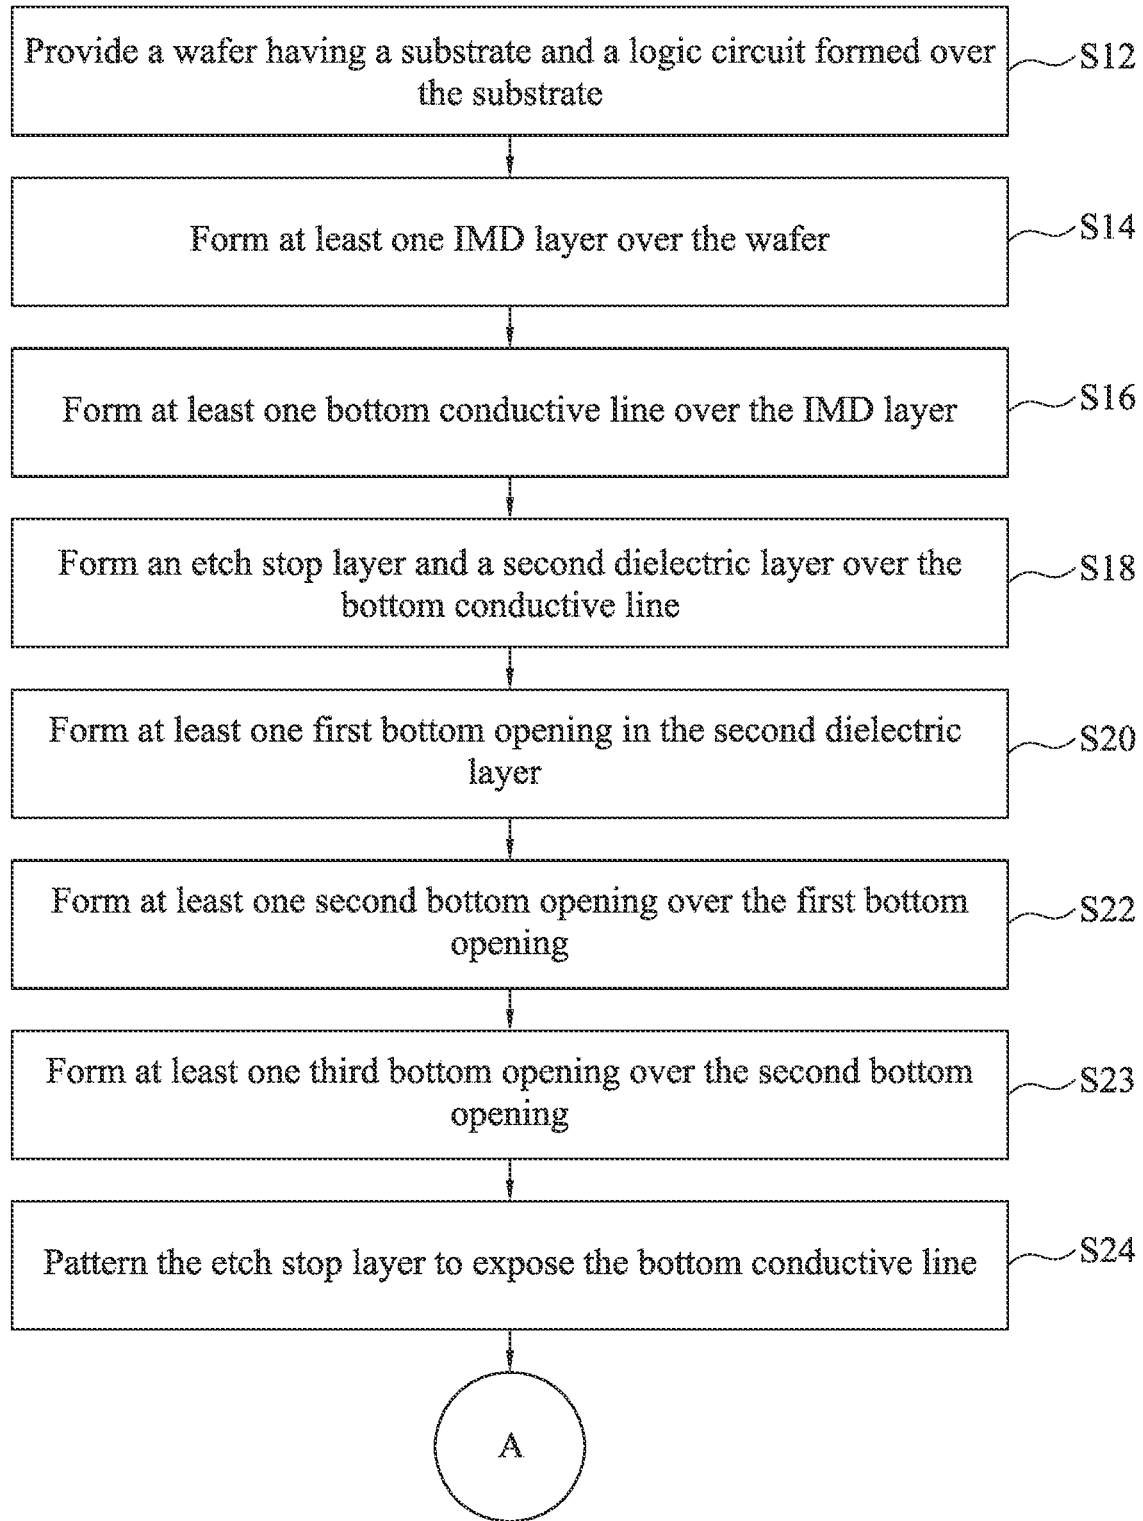 Provide a wafer having a substrate and a logic circuit formed over
the substrate
S12
Form at least one IMD layer over the wafer
S14
Form at least one bottom conductive line over the IMD layer
S16
Form an etch stop layer and a second dielectric layer over the
bottom conductive line
S18
Form at least one first bottom opening in the second dielectric
layer
S20
Form at least one second bottom opening over the first bottom
opening
S22
Form at least one third bottom opening over the second bottom
opening
S23
Pattern the etch stop layer to expose the bottom conductive line
S24
A